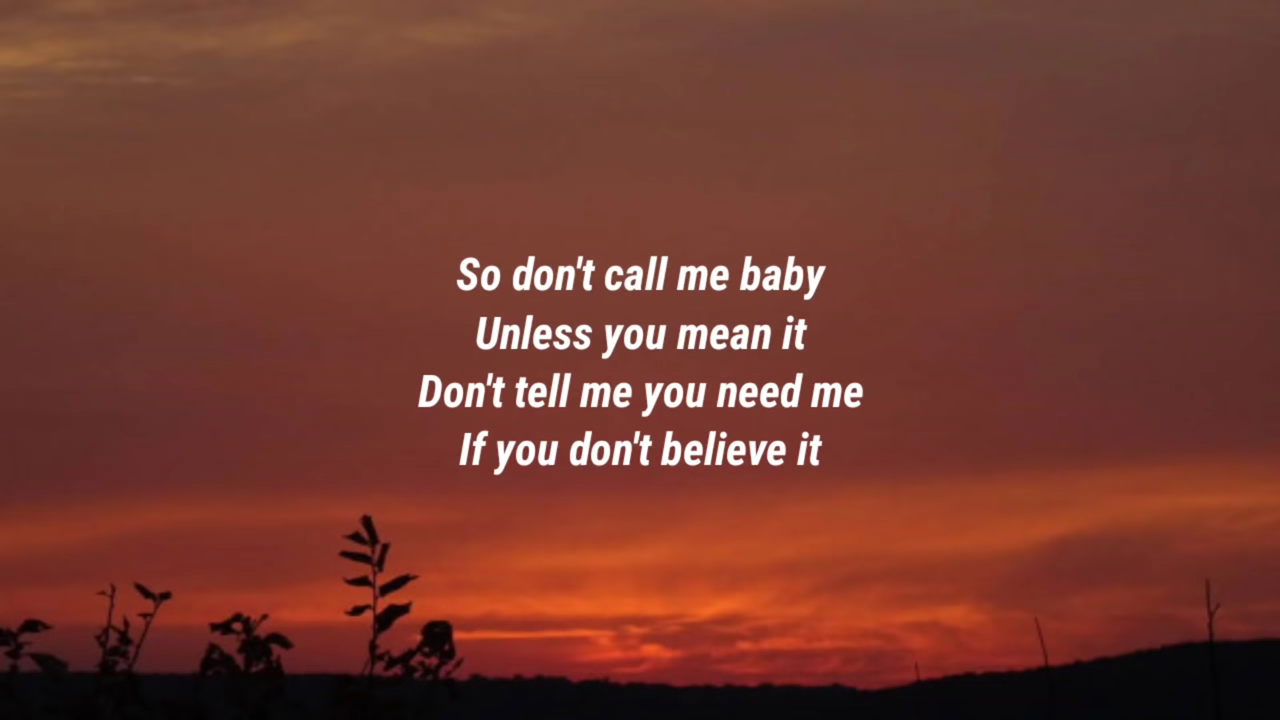 So don't call me baby
Unless you mean it
Don't tell me you need me
If you don't believe it